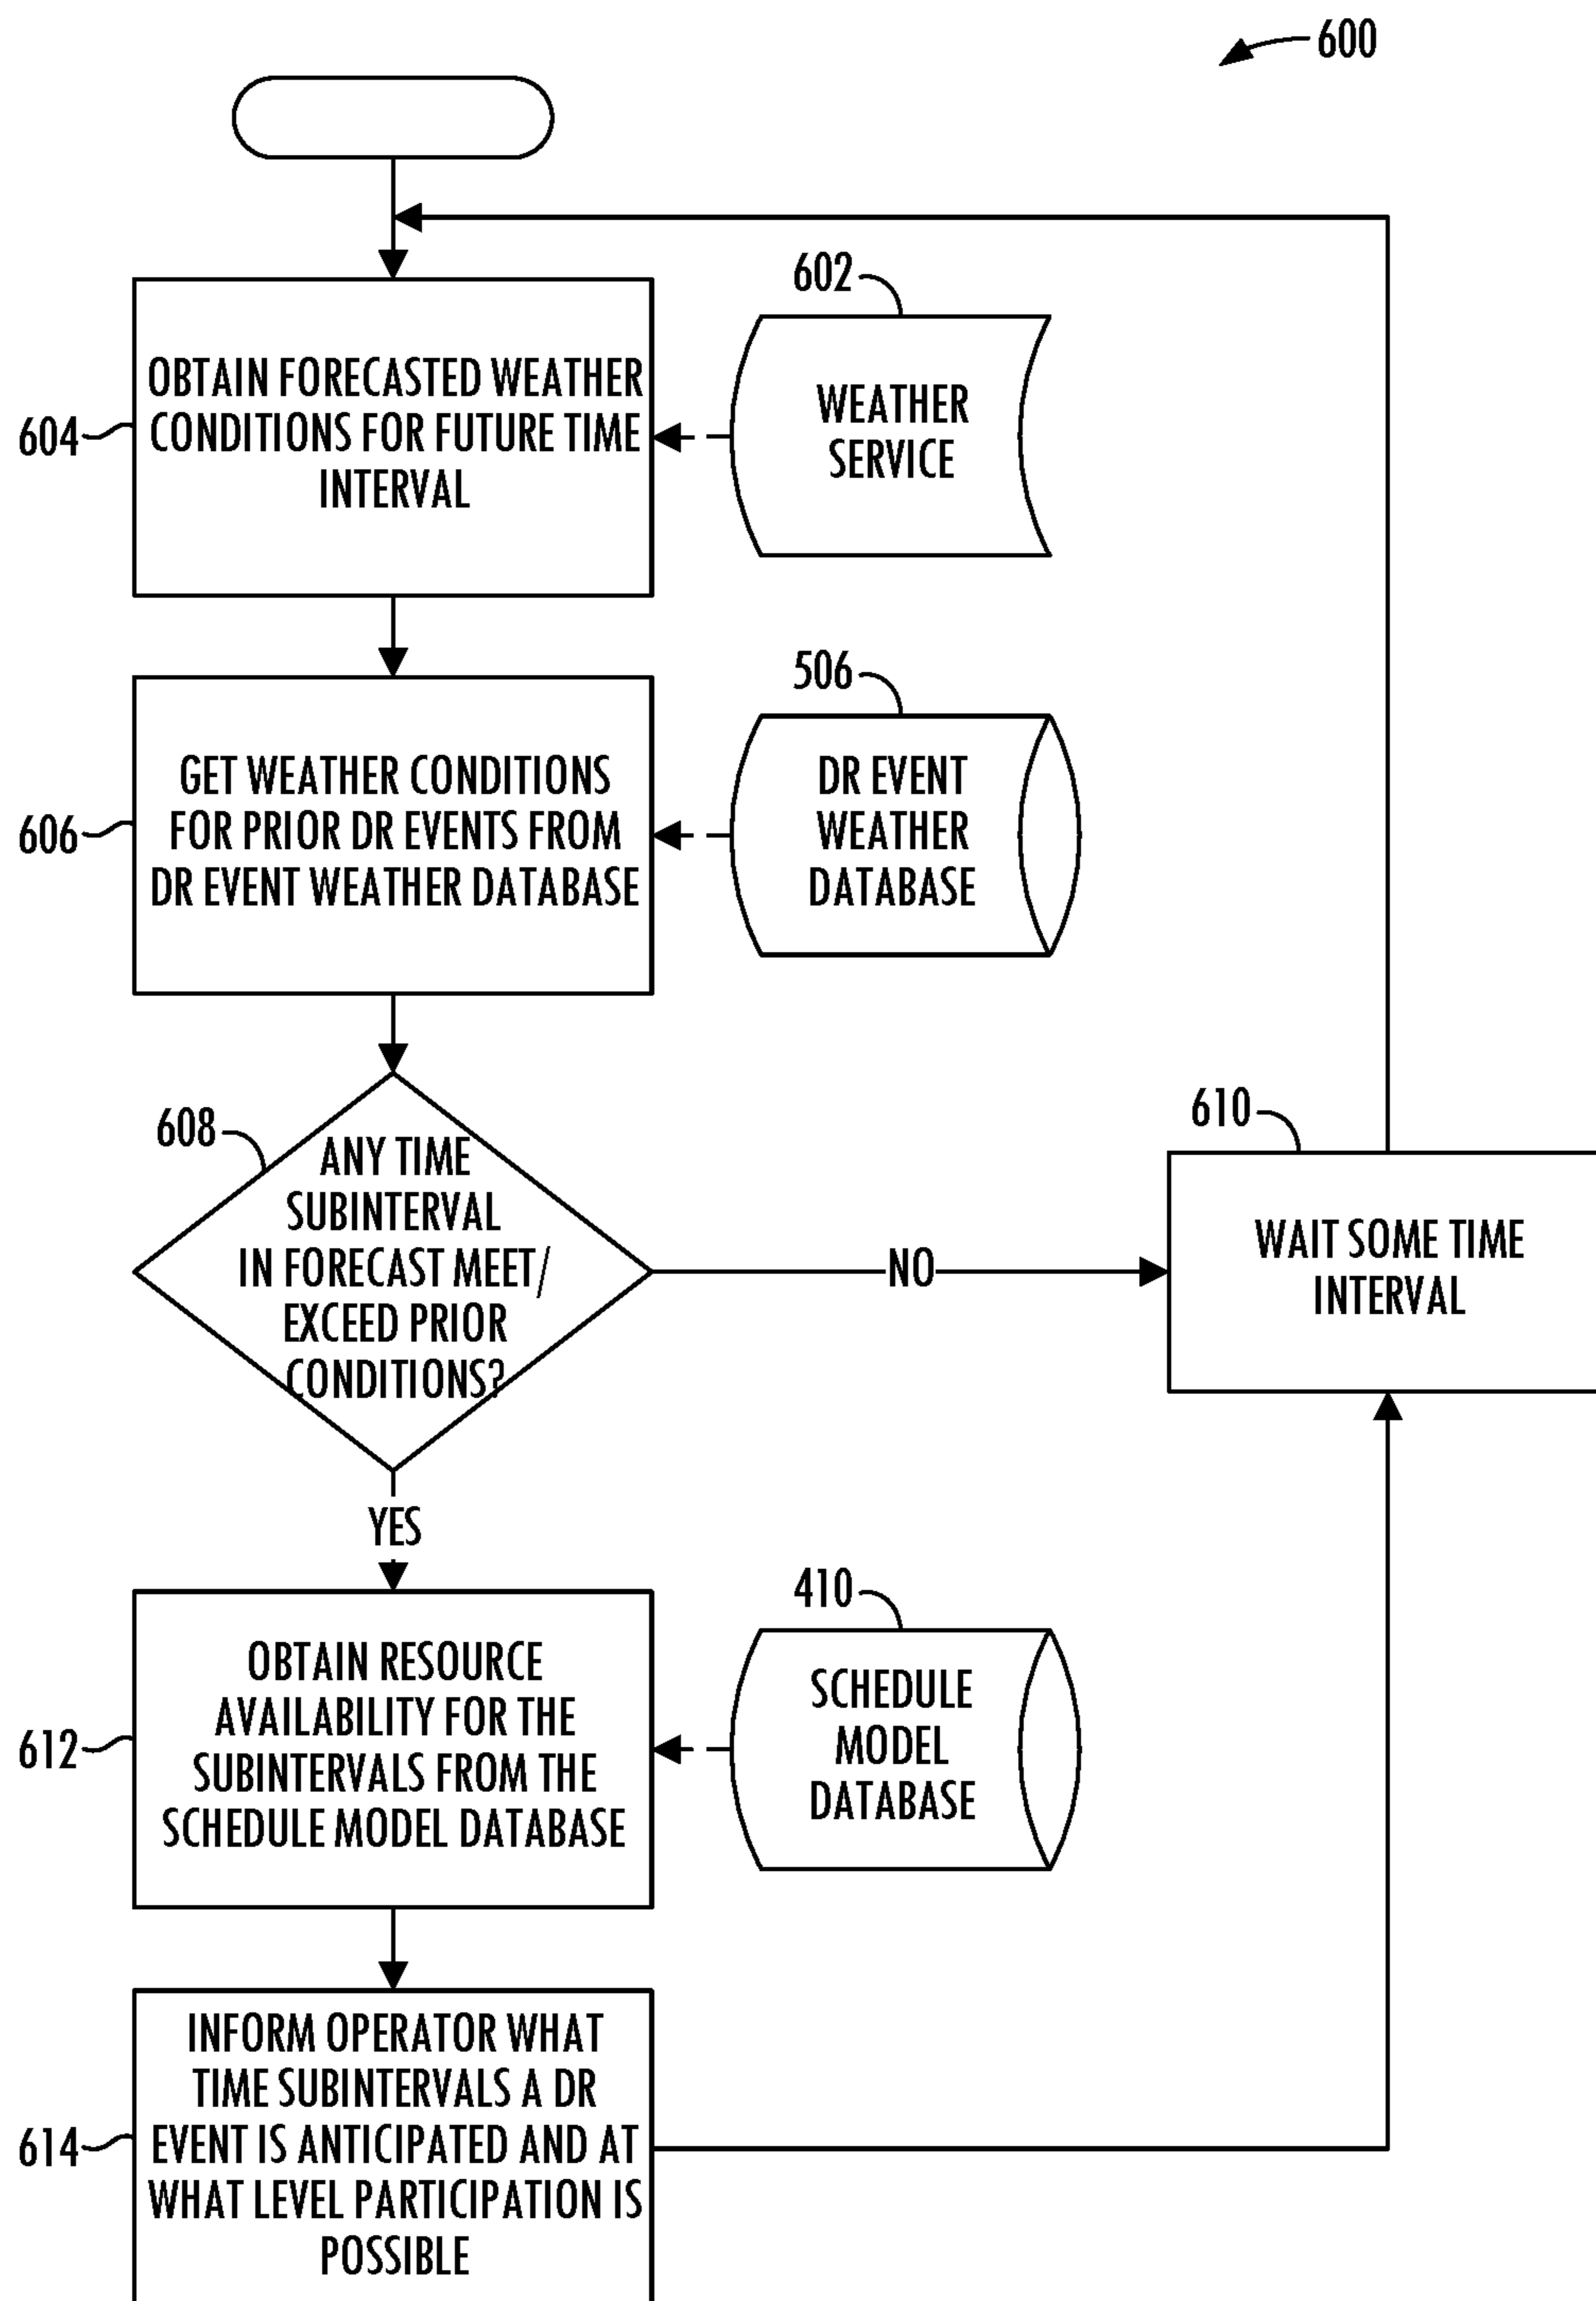 600
602
OBTAIN FORECASTED WEATHER
CONDITIONS FOR FUTURE TIME
INTERVAL
604
WEATHER
SERVICE
506
GET WEATHER CONDITIONS
FOR PRIOR DR EVENTS FROM
DR EVENT WEATHER DATABASE
606
DR EVENT
WEATHER
DATABASE
608
ANY TIME
SUBINTERVAL
IN FORECAST MEET/
EXCEED PRIOR
CONDITIONS?
NO
610
WAIT SOME TIME
INTERVAL
YES
410
OBTAIN RESOURCE
AVAILABILITY FOR THE
SUBINTERVALS FROM THE
SCHEDULE MODEL DATABASE
612
SCHEDULE
MODEL
DATABASE
INFORM OPERATOR WHAT
TIME SUBINTERVALS A DR
EVENT IS ANTICIPATED AND AT
WHAT LEVEL PARTICIPATION IS
POSSIBLE
614